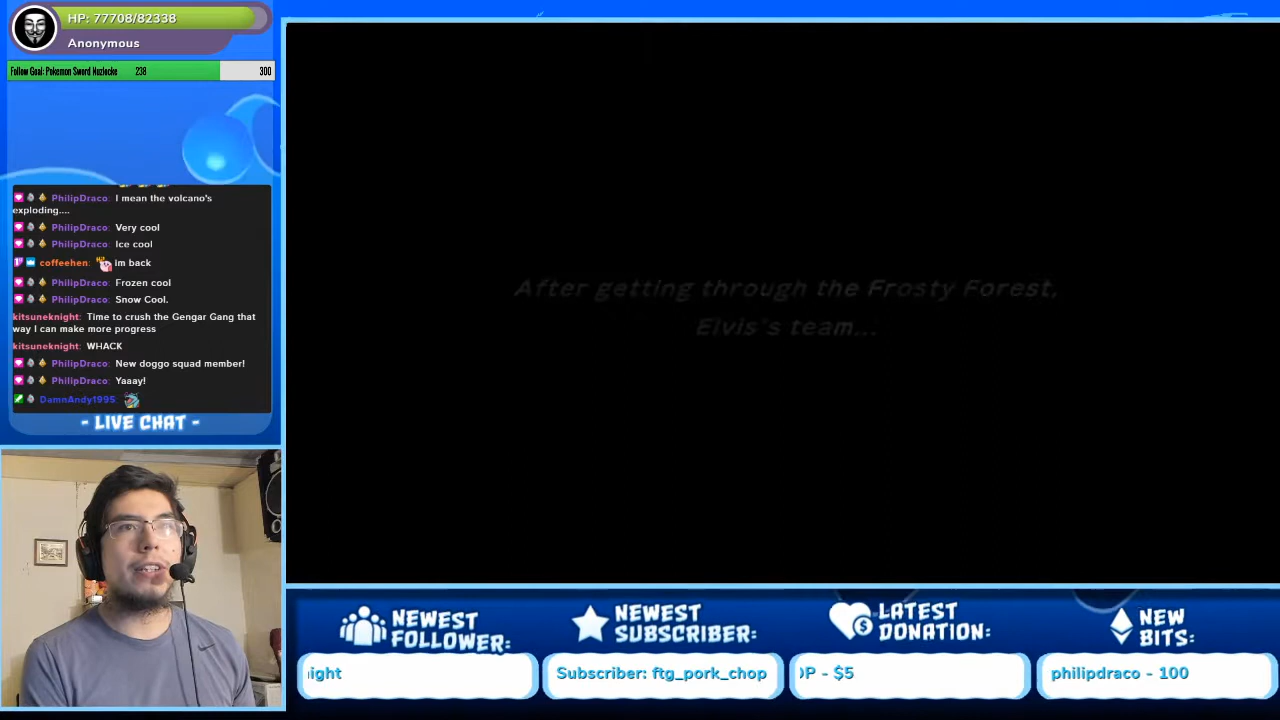 HP: 77708/82338
Anonymous
Follow Goal: Pokemon Sword Nuzlocke 238 300
PhilipDraco: I mean the volcano's
exploding....
PhilipDraco: Very cool
PhilipDraco: Ice cool
coffeehen: im back
PhilipDraco: Frozen cool
PhilipDraco: Snow Cool.
kitsuneknight: Time to crush the Gengar Gang that
way I can make more progress
kitsuneknight: WHACK
PhilipDraco: New doggo squad member!
PhilipDraco: Yaaay!
DamnAndy1995:
- LIVE CHAT -
After getting through the Frosty Forest,
Elvis's team...
NEWEST
FOLLOWER:
ight
NEWEST
SUBSCRIBER:
Subscriber: ftg_pork_chop
LATEST
DONATION:
OP - $5
NEW
BITS:
philipdraco - 100